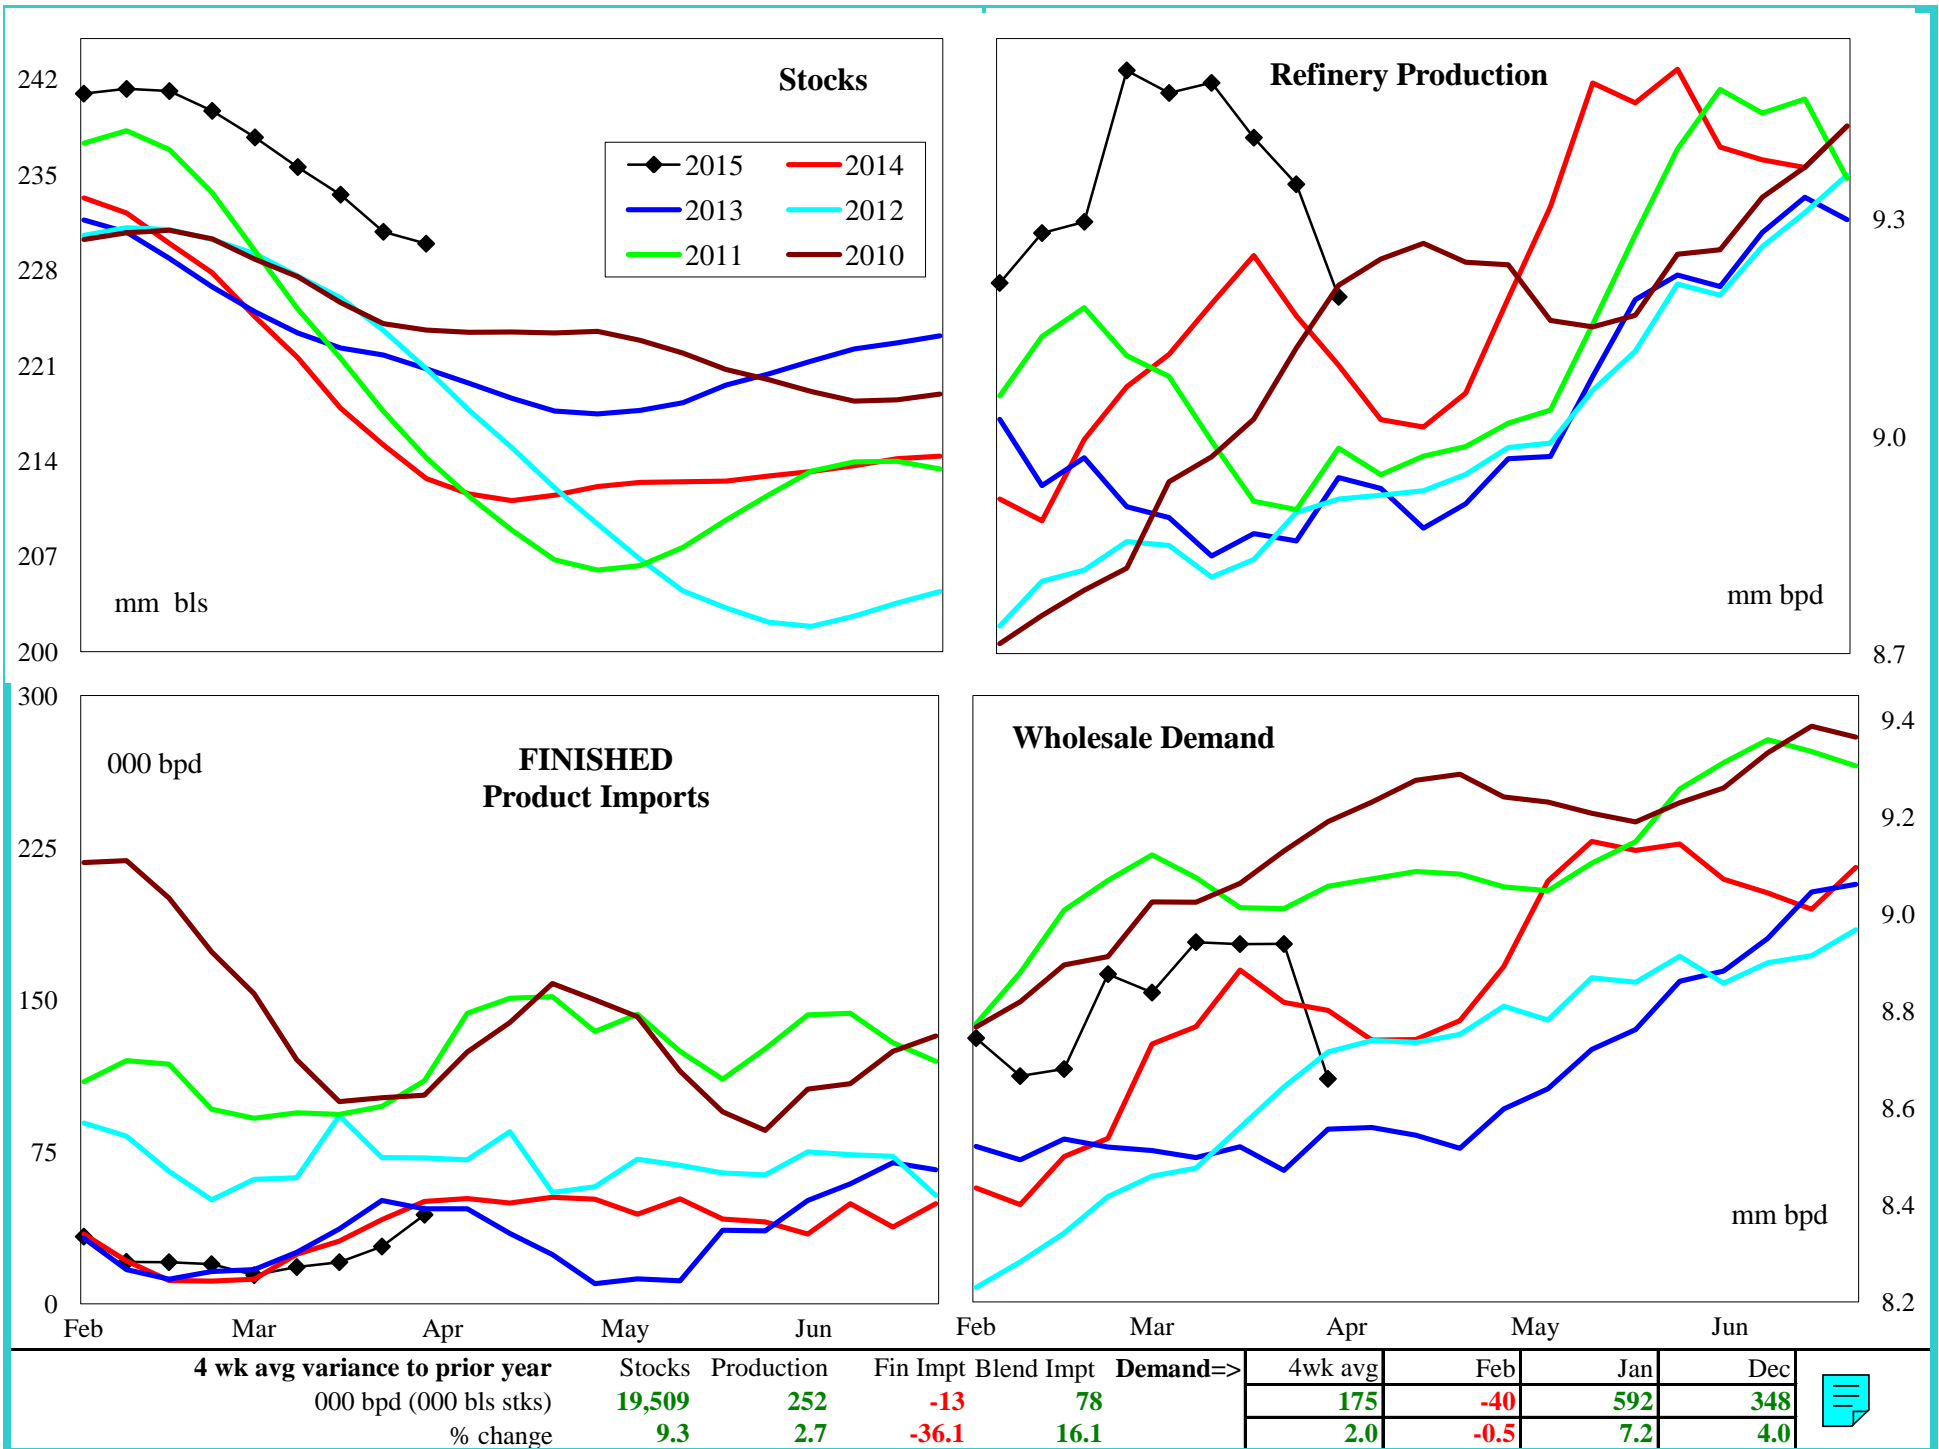 Stocks
242
235
228
221
214
207
200
2015 2014
2013 2012
2011 2010
mm bls
Refinery Production
9.3
9.0
8.7
mm bpd
300
225
150
75
0
000 bpd
FINISHED
Product Imports
Feb Mar Apr May Jun
Wholesale Demand
9.4
9.2
9.0
8.8
8.6
8.4
8.2
mm bpd
Feb Mar Apr May Jun
4 wk avg variance to prior year Stocks Production Fin Impt Blend Impt Demand=> 4wk avg Feb Jan Dec
000 bpd (000 bls stks) 19,509 252 -13 78 175 -40 592 348
% change 9.3 2.7 -36.1 16.1 2.0 -0.5 7.2 4.0